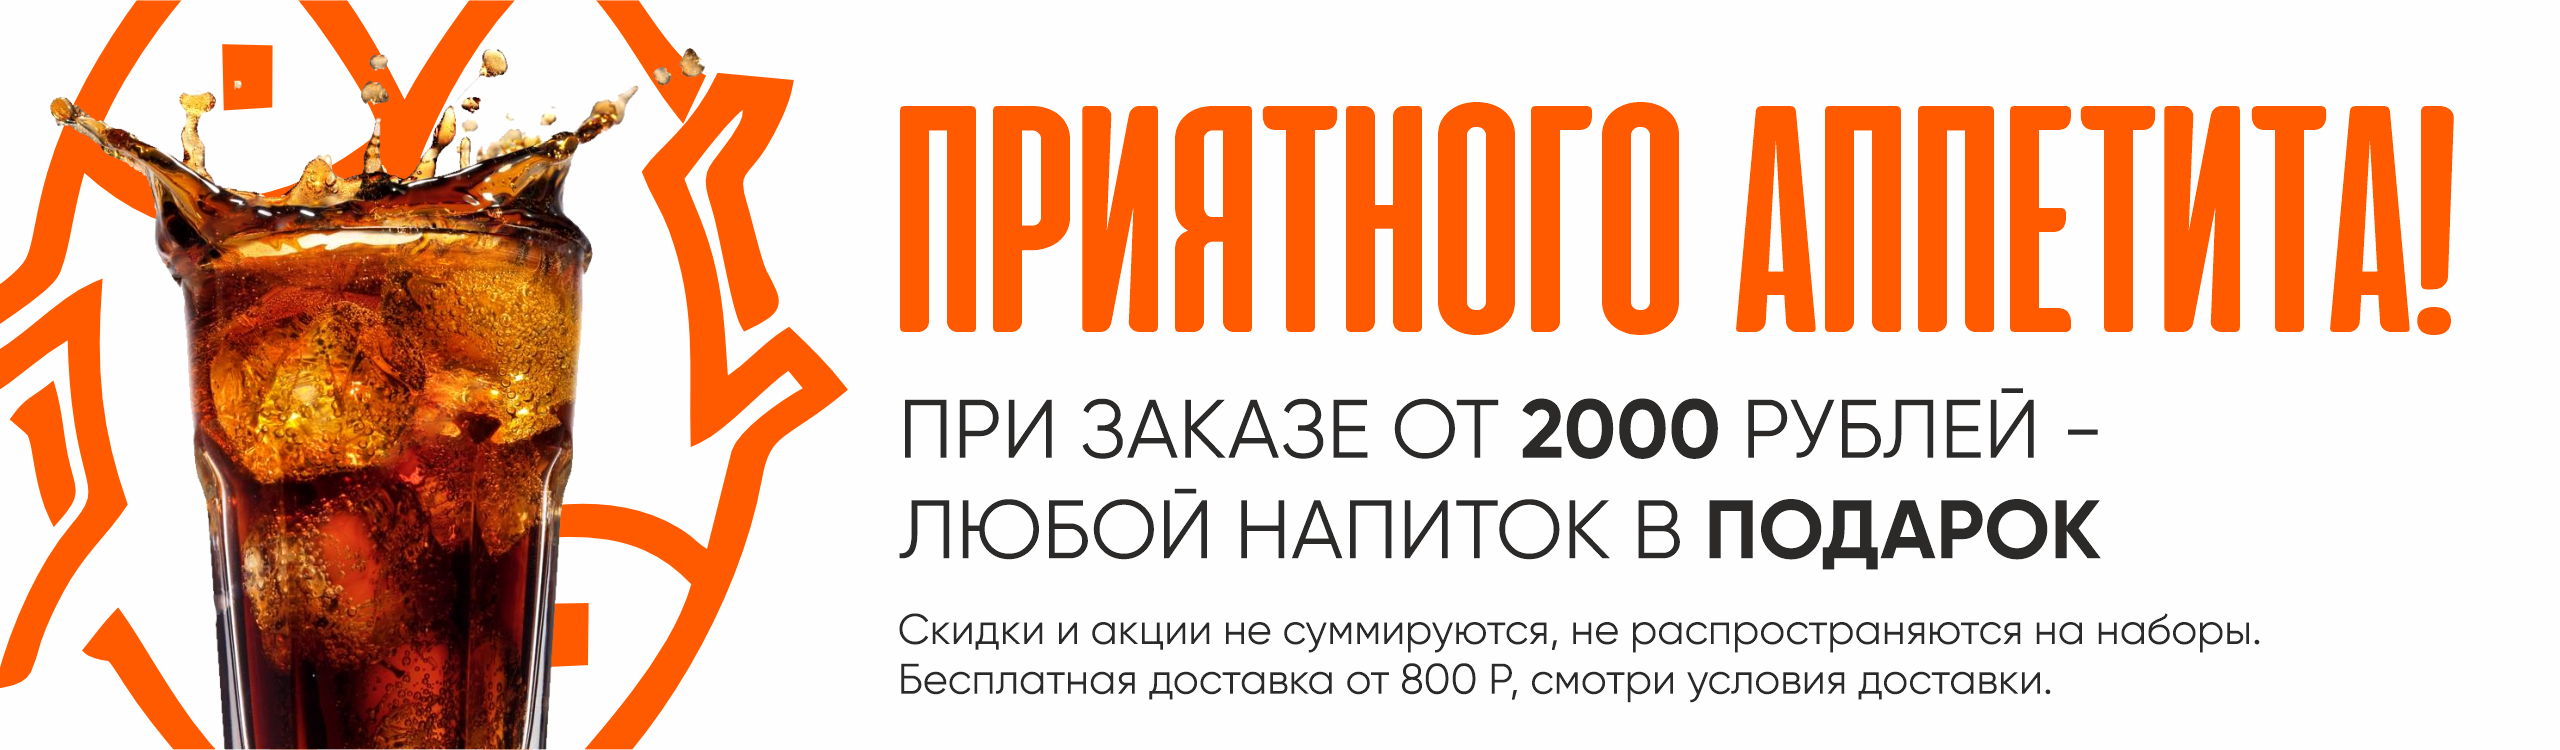 ПРИЯТНОГО АППЕТИТА!
ПРИ ЗАКАЗЕ ОТ 2000 РУБЛЕЙ -
ЛЮБОЙ НАПИТОК В ПОДАРОК
Скидки и акции не суммируются, не распространяются на наборы.
Бесплатная доставка от 800 Р, смотри условия доставки.